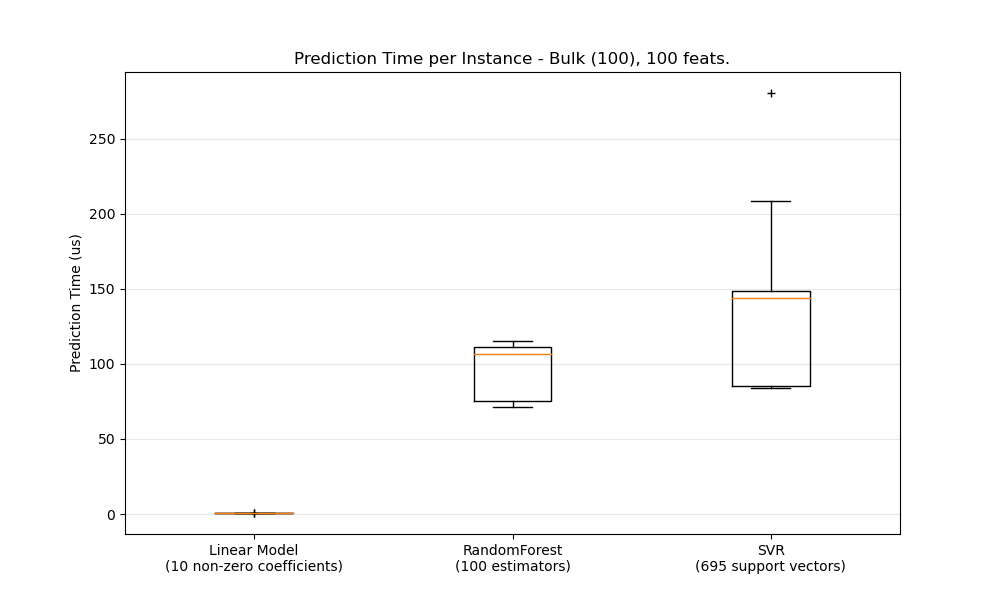 Prediction Time per Instance - Bulk (100), 100 feats.
Prediction Time (us)
250
200
150
100
50
0
Linear Model
(10 non-zero coefficients)
RandomForest
(100 estimators)
SVR
(695 support vectors)